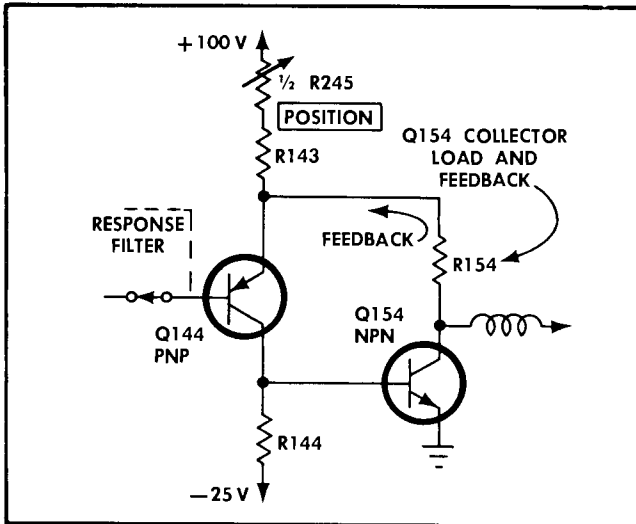 +100 V
½ R245
POSITION
R143
Q154 COLLECTOR
LOAD AND
FEEDBACK
RESPONSE
FILTER
FEEDBACK
R154
Q144
PNP
Q154
NPN
R144
—25 V